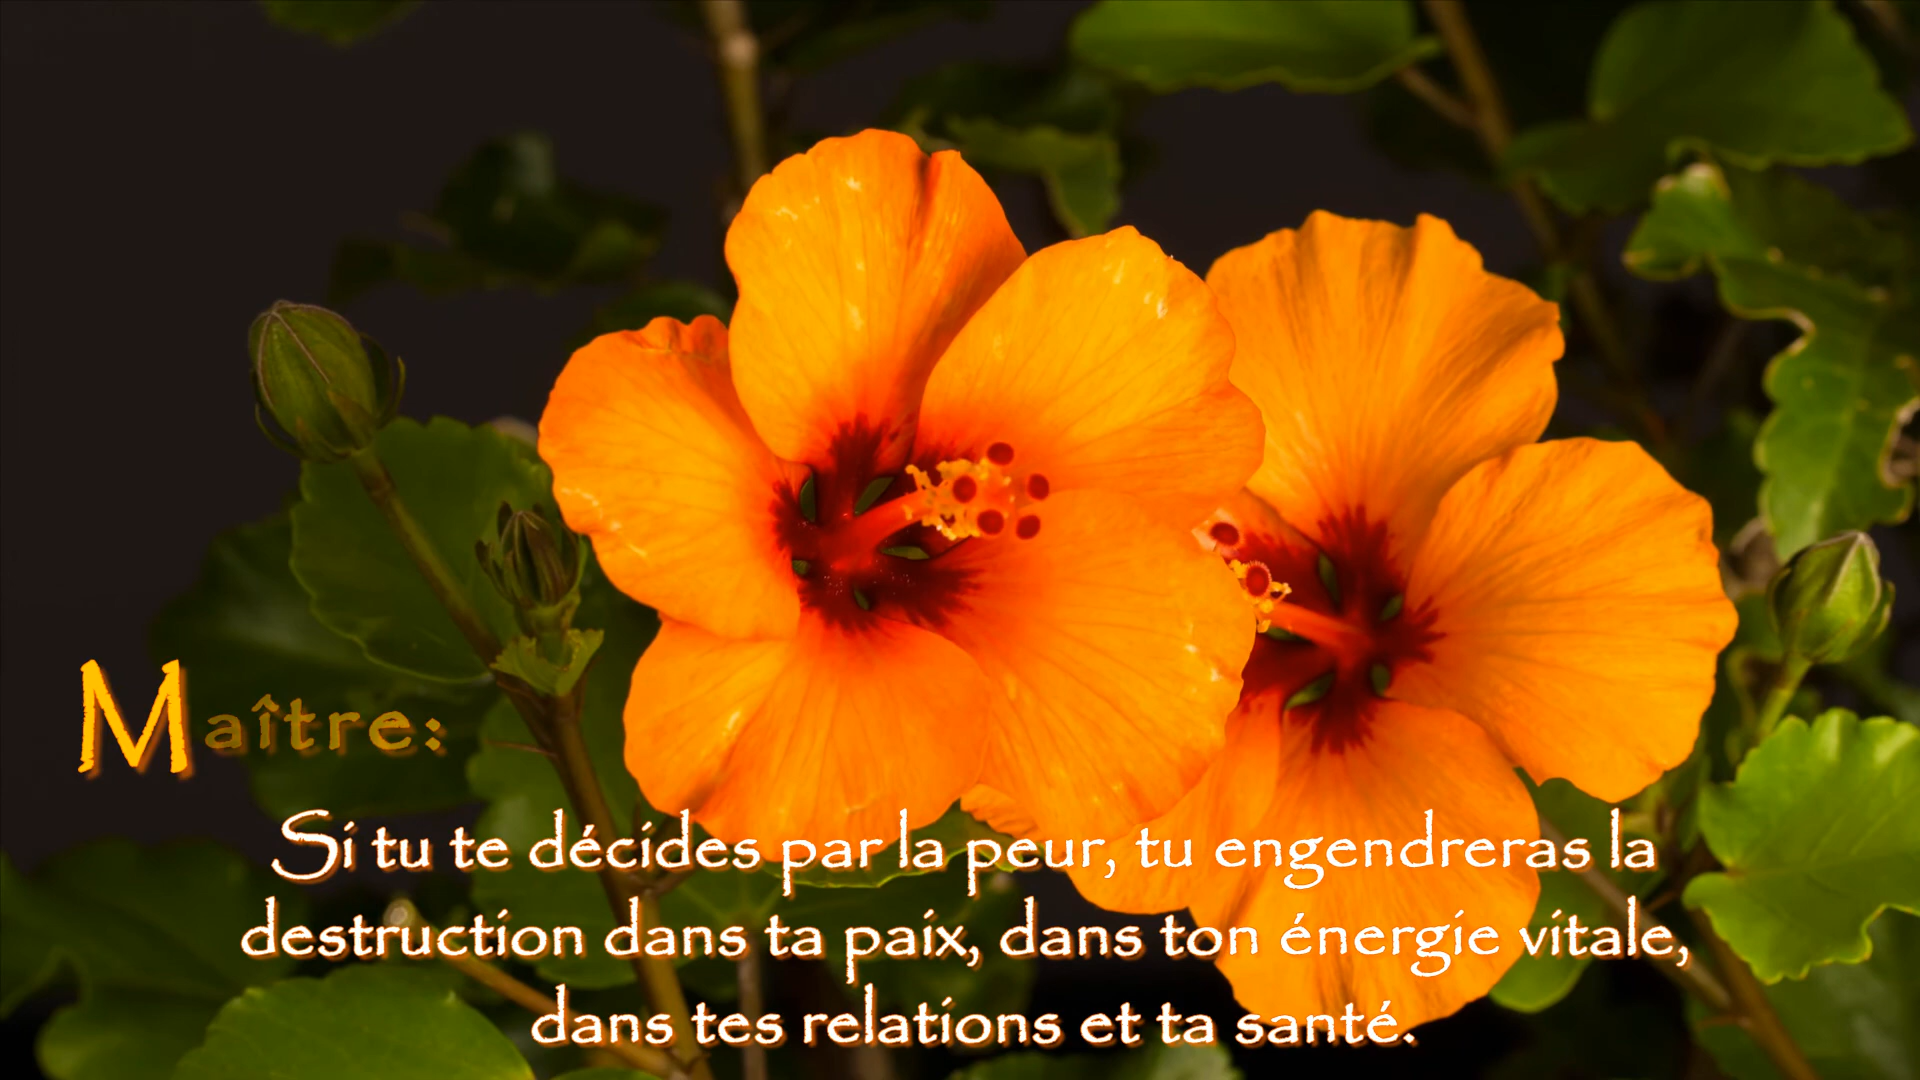 Maître:
Si tu te décides par la peur, tu engendreras la
destruction dans ta paix, dans ton énergie vitale,
dans tes relations et ta santé.